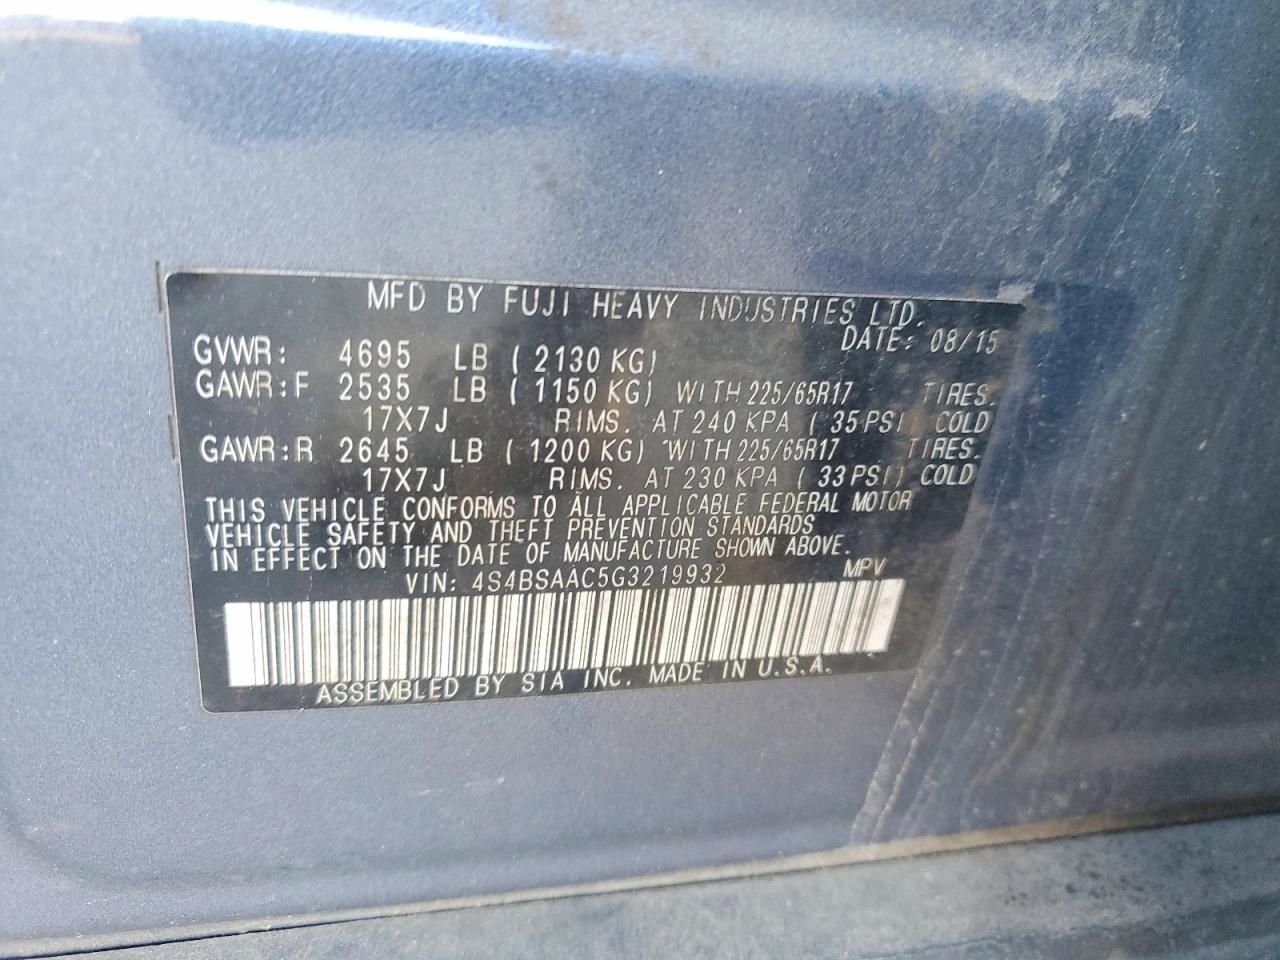 MFD BY FUJI HEAVY INDUSTRIES LTD.
DATE: 08/15
GVWR: 4695 LB ( 2130 KG)
GAWR:F 2535 LB ( 1150 KG) WITH 225/65R17 TIRES.
17X7J RIMS. AT 240 KPA ( 35 PSI COLD
GAWR:R 2645 LB ( 1200 KG) WITH 225/65R17 TIRES.
17X7J RIMS. AT 230 KPA ( 33 PSI) COLD
THIS VEHICLE CONFORMS TO ALL APPLICABLE FEDERAL MOTOR
VEHICLE SAFETY AND THEFT PREVENTION STANDARDS
IN EFFECT ON THE DATE OF MANUFACTURE SHOWN ABOVE.
VIN: 4S4BSAAC5G3219932 MPV
ASSEMBLED BY SIA INC. MADE IN U.S.A.